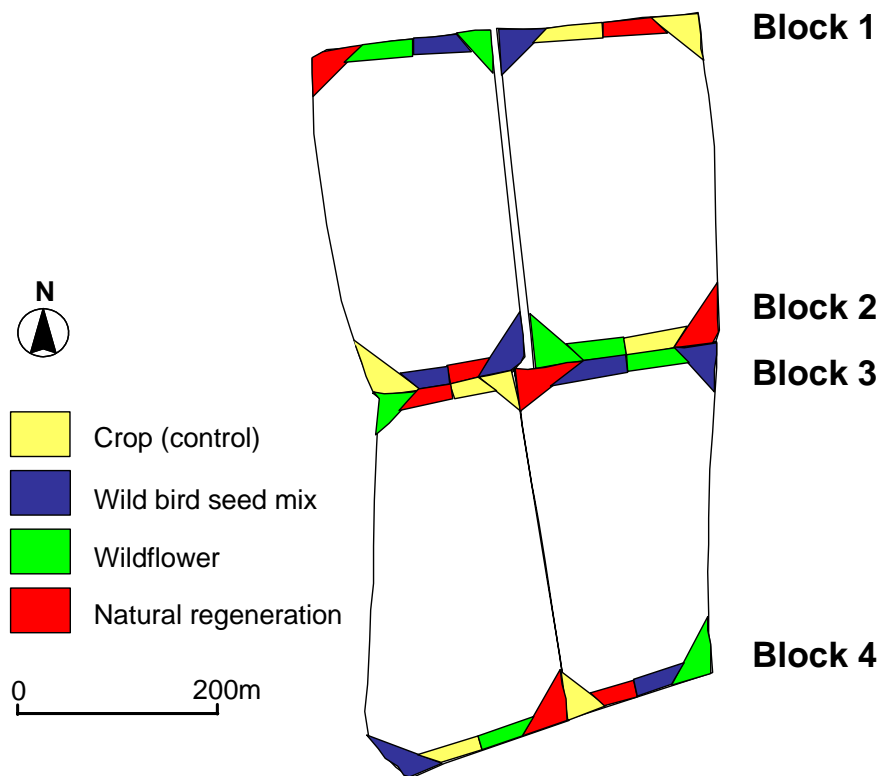 Block 1
Block 2
Block 3
N
Crop (control)
Wild bird seed mix
Wildflower
Natural regeneration
Block 4
0 200m